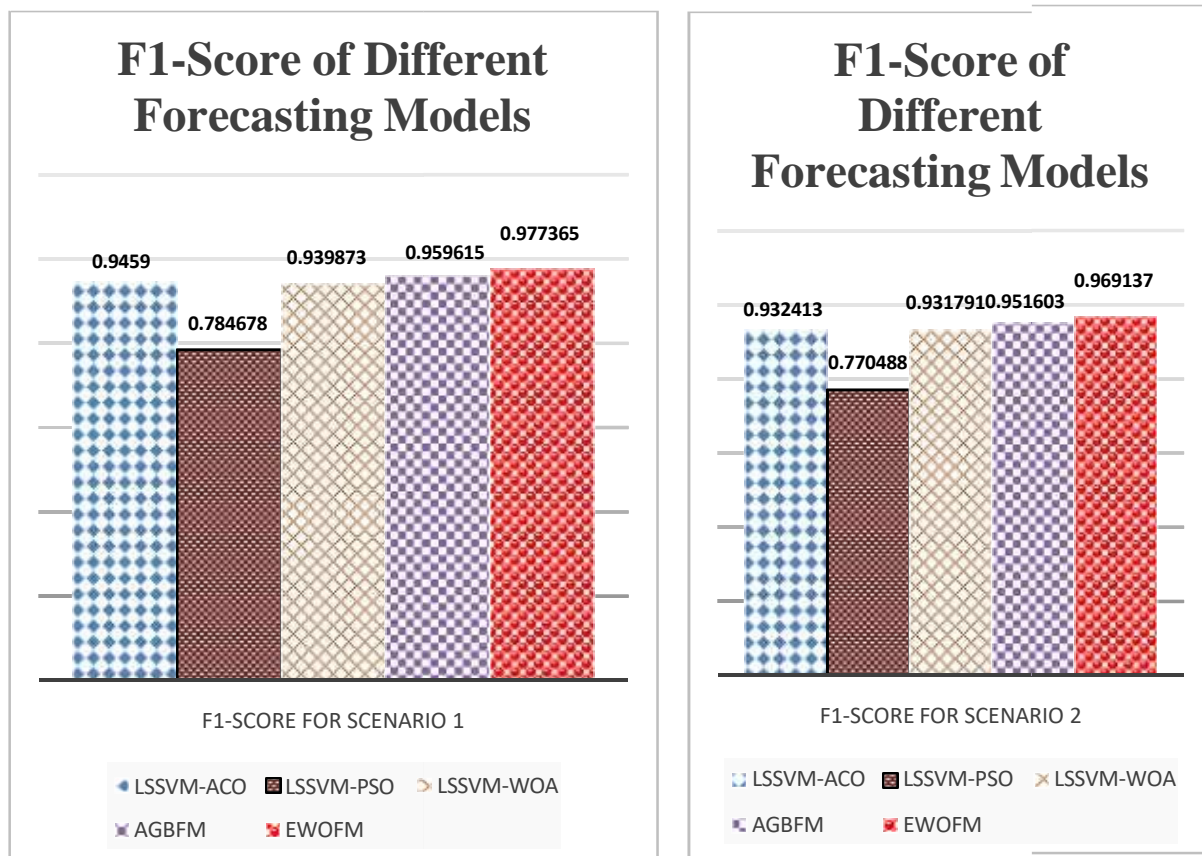 F1-Score of Different
Forecasting Models
0.9459
0.784678
0.939873
0.959615
0.977365
F1-SCORE FOR SCENARIO 1
LSSVM-ACO LSSVM-PSO LSSVM-WOA
AGBFM EWOFM
F1-Score of
Different
Forecasting Models
0.932413
0.770488
0.931791
0.951603
0.969137
F1-SCORE FOR SCENARIO 2
LSSVM-ACO LSSVM-PSO LSSVM-WOA
AGBFM EWOFM